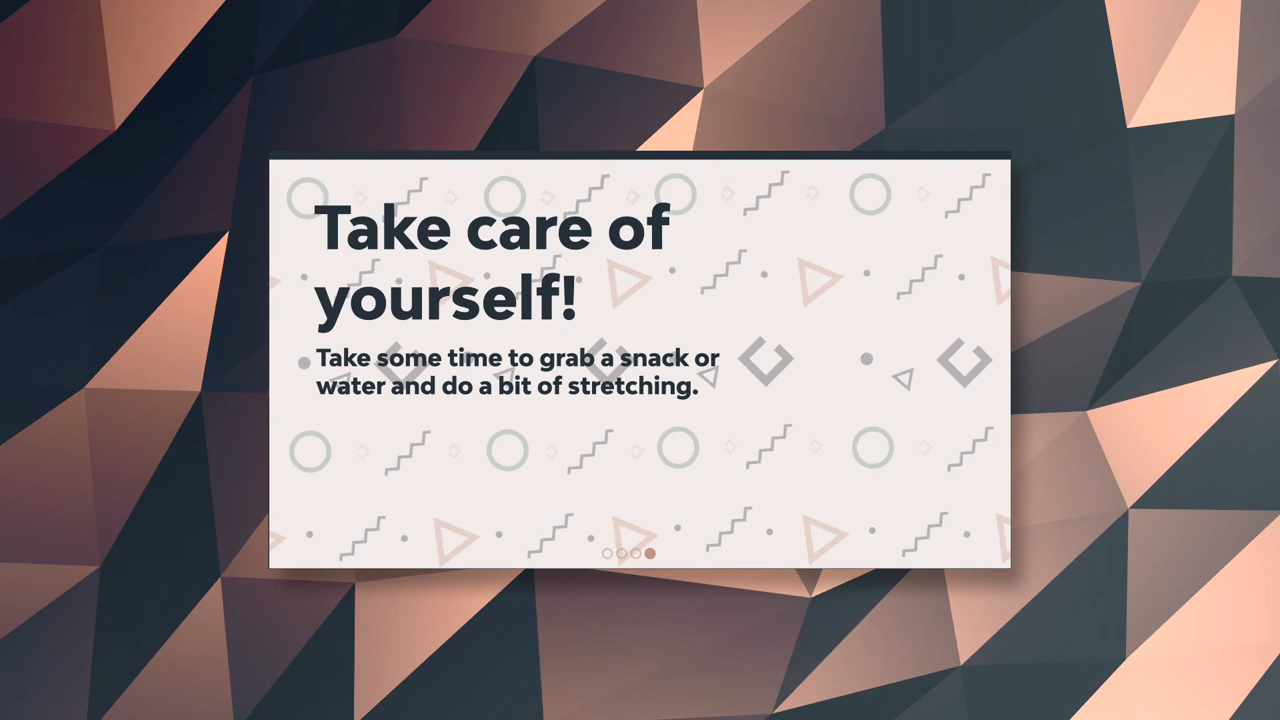 Take care of
yourself!
Take some time to grab a snack or
water and do a bit of stretching.